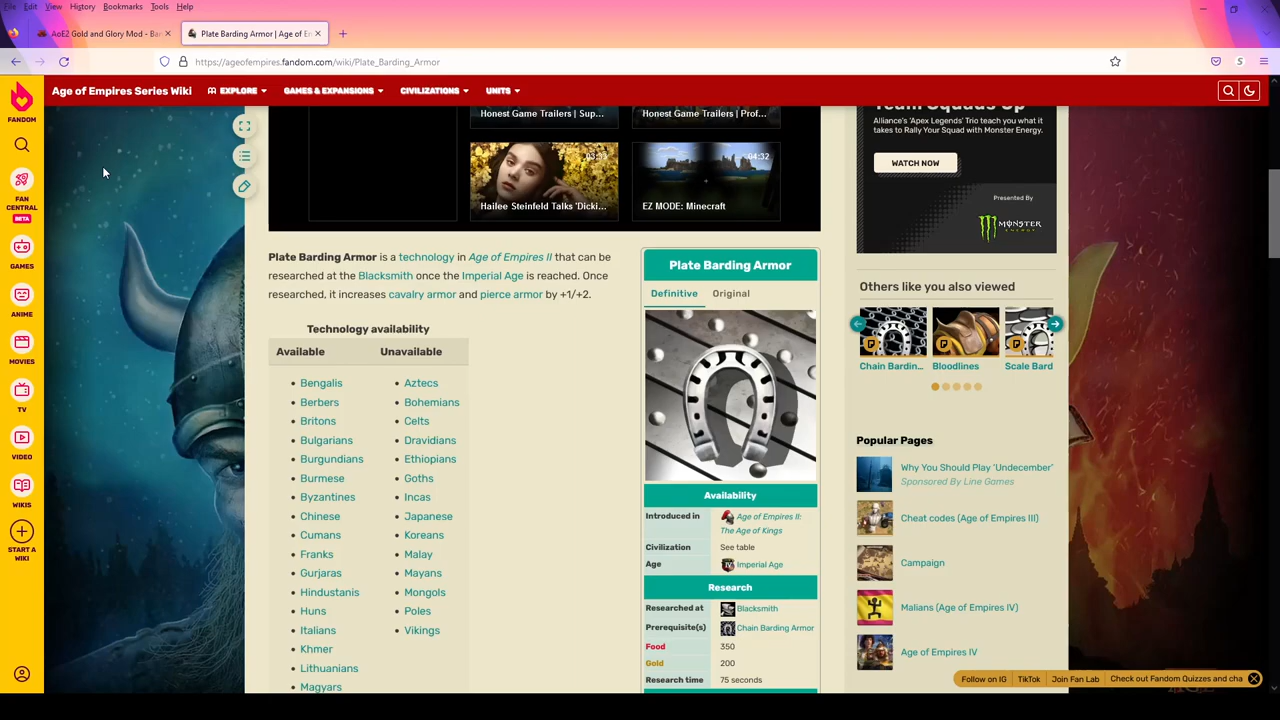 File Edit View History Bookmarks Tools Help
AoE2 Gold and Glory Mod - Ba
Plate Barding Armor | Age of E
https://ageofempires.fandom.com/wiki/Plate_Barding_Armor
FANDOM
Age of Empires Series Wiki
EXPLORE
GAMES & EXPANSIONS
CIVILIZATIONS
UNITS
FAN CENTRAL
BETA
GAMES
ANIME
MOVIES
TV
VIDEO
WIKIS
START A WIKI
Honest Game Trailers | Sup...
Honest Game Trailers | Prof...
Hailee Steinfeld Talks 'Dicki...
04:32
EZ MODE: Minecraft
Plate Barding Armor is a technology in Age of Empires II that can be
researched at the Blacksmith once the Imperial Age is reached. Once
researched, it increases cavalry armor and pierce armor by +1/+2.
Technology availability
Available Unavailable
Bengalis Aztecs
Berbers Bohemians
Britons Celts
Bulgarians Dravidians
Burgundians Ethiopians
Burmese Goths
Byzantines Incas
Chinese Japanese
Cumans Koreans
Franks Malay
Gurjaras Mayans
Hindustanis Mongols
Huns Poles
Italians Vikings
Khmer
Lithuanians
Magyars
Plate Barding Armor
Definitive Original
Availability
Introduced in Age of Empires II:
The Age of Kings
Civilization See table
Age Imperial Age
Research
Researched at Blacksmith
Prerequisite(s) Chain Barding Armor
Food 350
Gold 200
Research time 75 seconds
Team Squads Up
Alliance's 'Apex Legends' Trio teach you what it
takes to Rally Your Squad with Monster Energy.
WATCH NOW
Presented By
MONSTER
ENERGY
Others like you also viewed
Chain Bardin... Bloodlines Scale Bard
Popular Pages
Why You Should Play 'Undecember'
Sponsored By Line Games
Cheat codes (Age of Empires III)
Campaign
Malians (Age of Empires IV)
Age of Empires IV
Follow on IG TikTok Join Fan Lab Check out Fandom Quizzes and cha